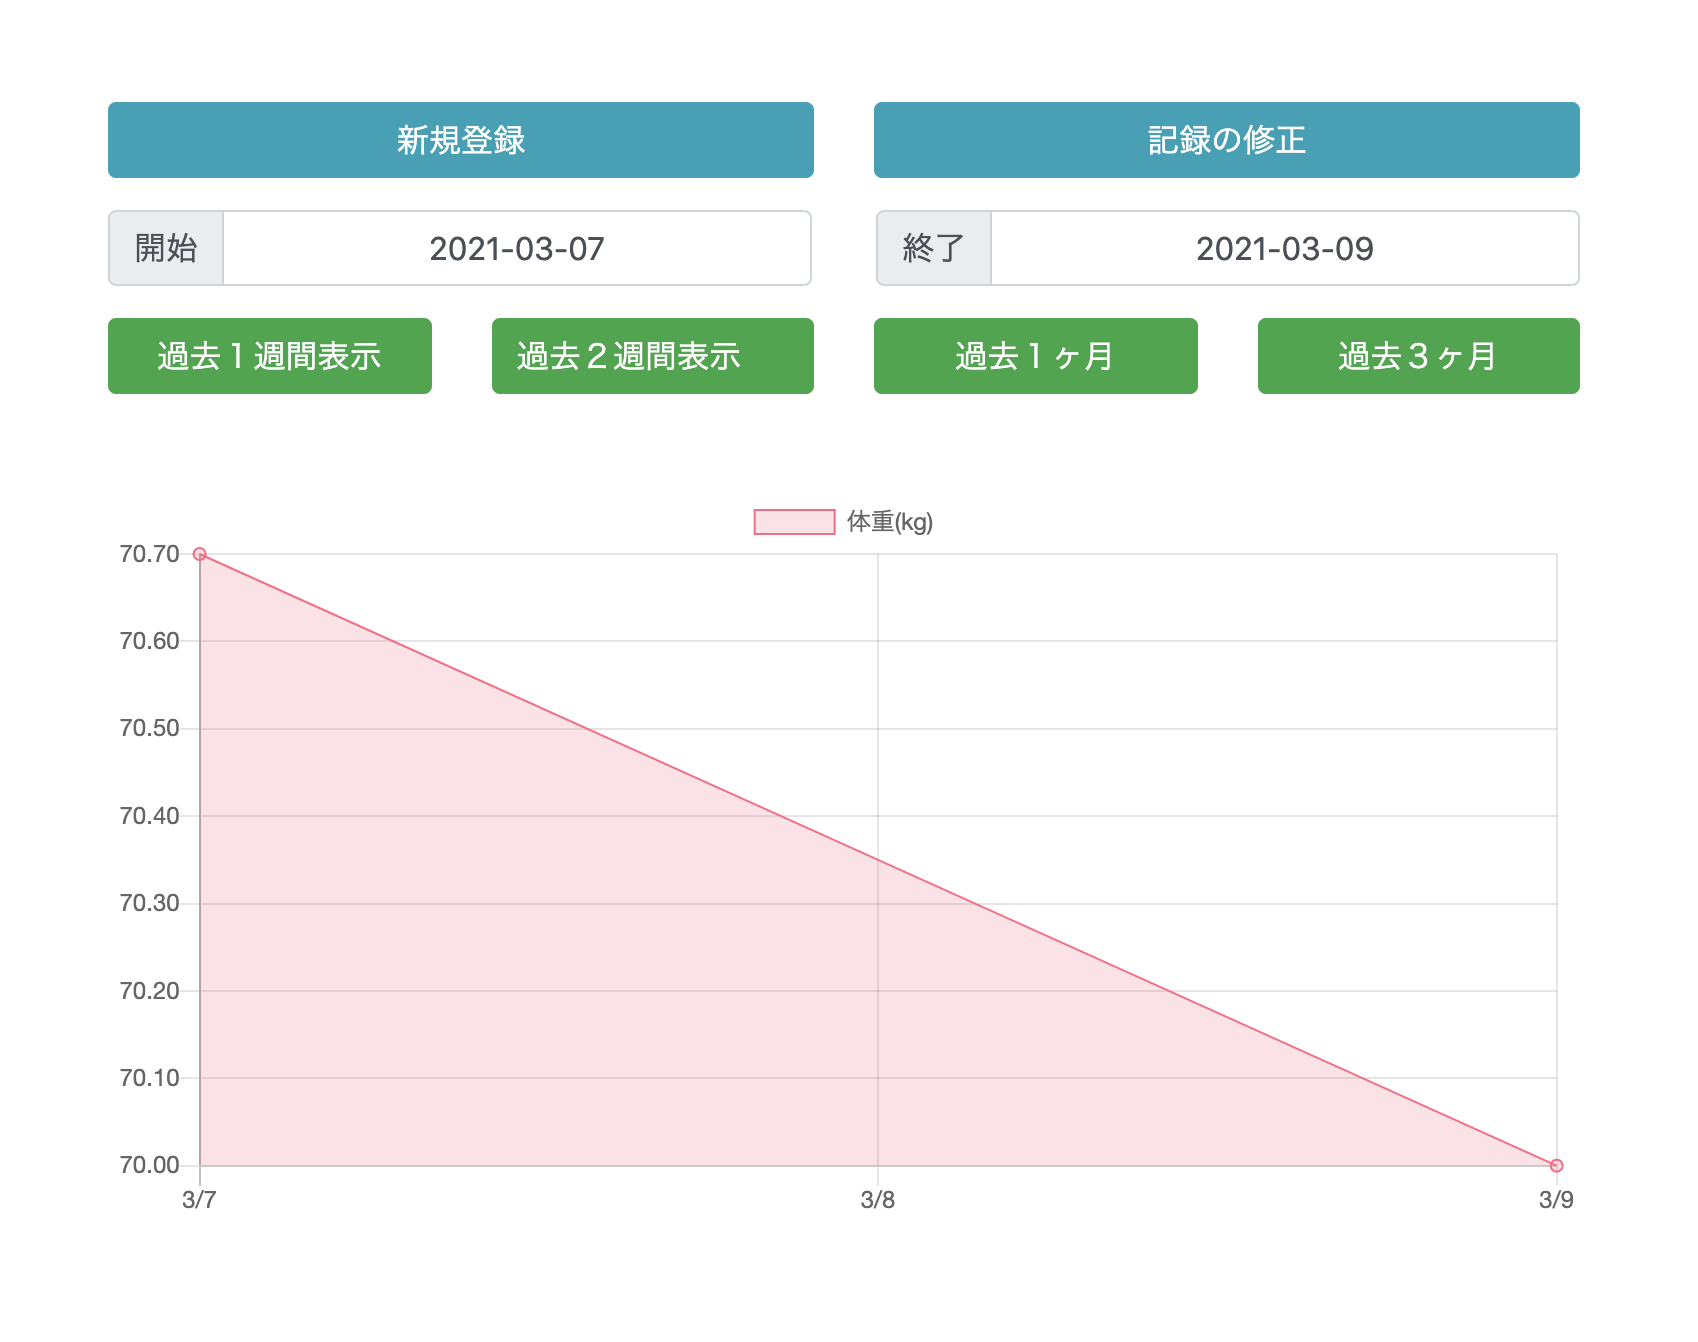 新規登録
記録の修正
開始
2021-03-07
終了
2021-03-09
過去１週間表示
過去２週間表示
過去１ヶ月
過去３ヶ月
体重(kg)
70.70
70.60
70.50
70.40
70.30
70.20
70.10
70.00
3/7
3/8
3/9